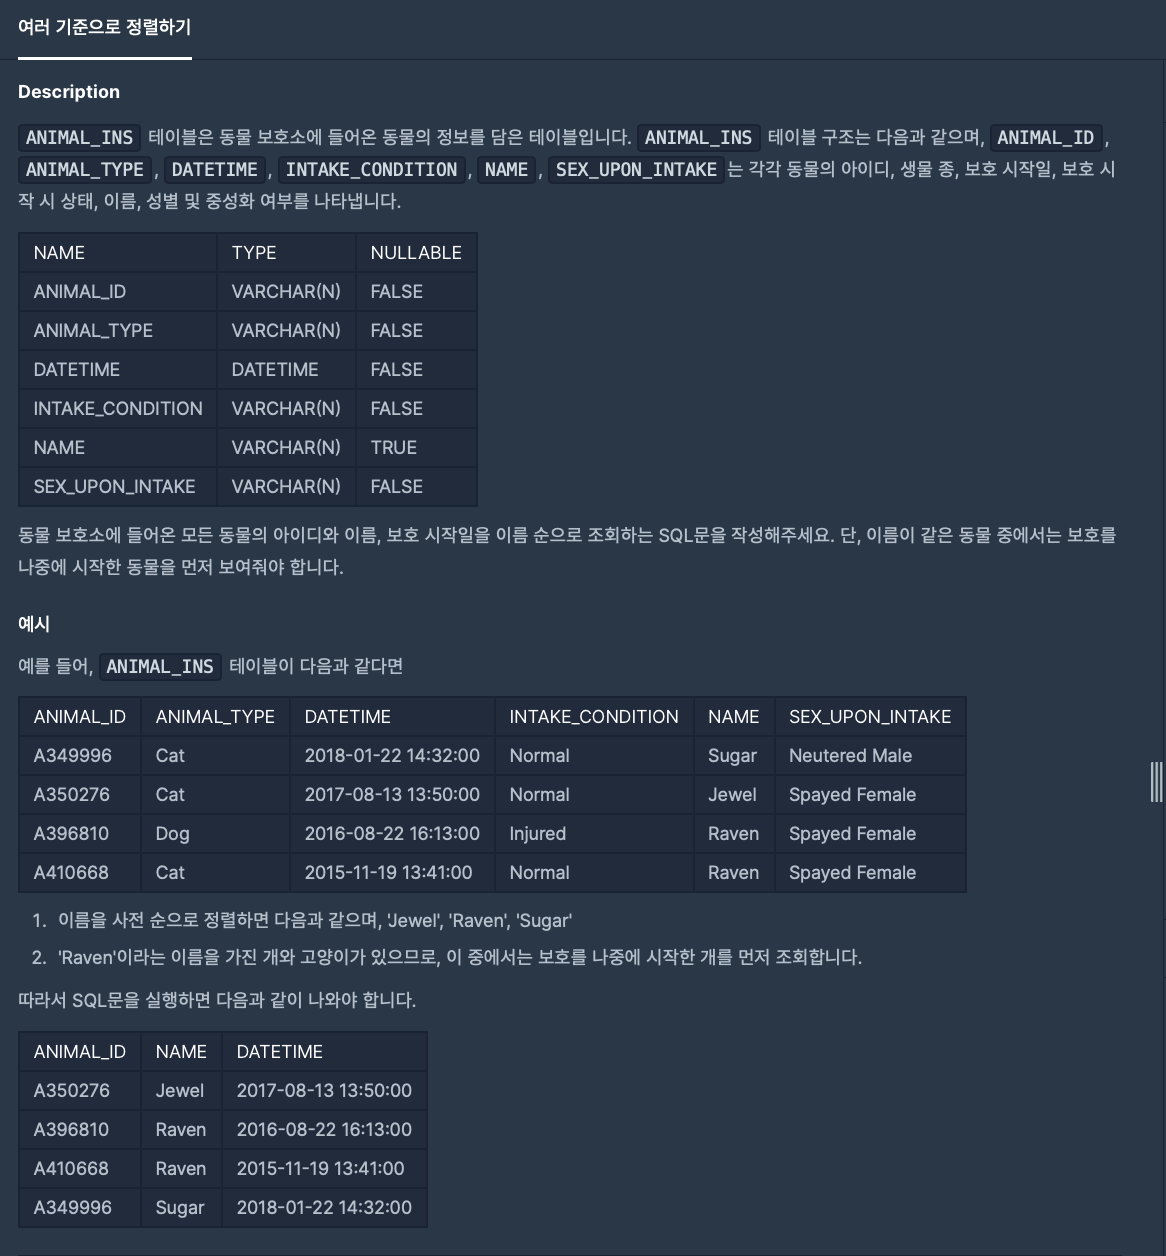 여러 기준으로 정렬하기
Description
ANIMAL_INS 테이블은 동물 보호소에 들어온 동물의 정보를 담은 테이블입니다. ANIMAL_INS 테이블 구조는 다음과 같으며, ANIMAL_ID ,
ANIMAL_TYPE , DATETIME , INTAKE_CONDITION , NAME , SEX_UPON_INTAKE 는 각각 동물의 아이디, 생물 종, 보호 시작일, 보호 시
작 시 상태, 이름, 성별 및 중성화 여부를 나타냅니다.
NAME TYPE NULLABLE
ANIMAL_ID VARCHAR(N) FALSE
ANIMAL_TYPE VARCHAR(N) FALSE
DATETIME DATETIME FALSE
INTAKE_CONDITION VARCHAR(N) FALSE
NAME VARCHAR(N) TRUE
SEX_UPON_INTAKE VARCHAR(N) FALSE
동물 보호소에 들어온 모든 동물의 아이디와 이름, 보호 시작일을 이름 순으로 조회하는 SQL문을 작성해주세요. 단, 이름이 같은 동물 중에서는 보호를
나중에 시작한 동물을 먼저 보여줘야 합니다.
예시
예를 들어, ANIMAL_INS 테이블이 다음과 같다면
ANIMAL_ID ANIMAL_TYPE DATETIME INTAKE_CONDITION NAME SEX_UPON_INTAKE
A349996 Cat 2018-01-22 14:32:00 Normal Sugar Neutered Male
A350276 Cat 2017-08-13 13:50:00 Normal Jewel Spayed Female
A396810 Dog 2016-08-22 16:13:00 Injured Raven Spayed Female
A410668 Cat 2015-11-19 13:41:00 Normal Raven Spayed Female
1. 이름을 사전 순으로 정렬하면 다음과 같으며, 'Jewel', 'Raven', 'Sugar'
2. 'Raven'이라는 이름을 가진 개와 고양이가 있으므로, 이 중에서는 보호를 나중에 시작한 개를 먼저 조회합니다.
따라서 SQL문을 실행하면 다음과 같이 나와야 합니다.
ANIMAL_ID NAME DATETIME
A350276 Jewel 2017-08-13 13:50:00
A396810 Raven 2016-08-22 16:13:00
A410668 Raven 2015-11-19 13:41:00
A349996 Sugar 2018-01-22 14:32:00